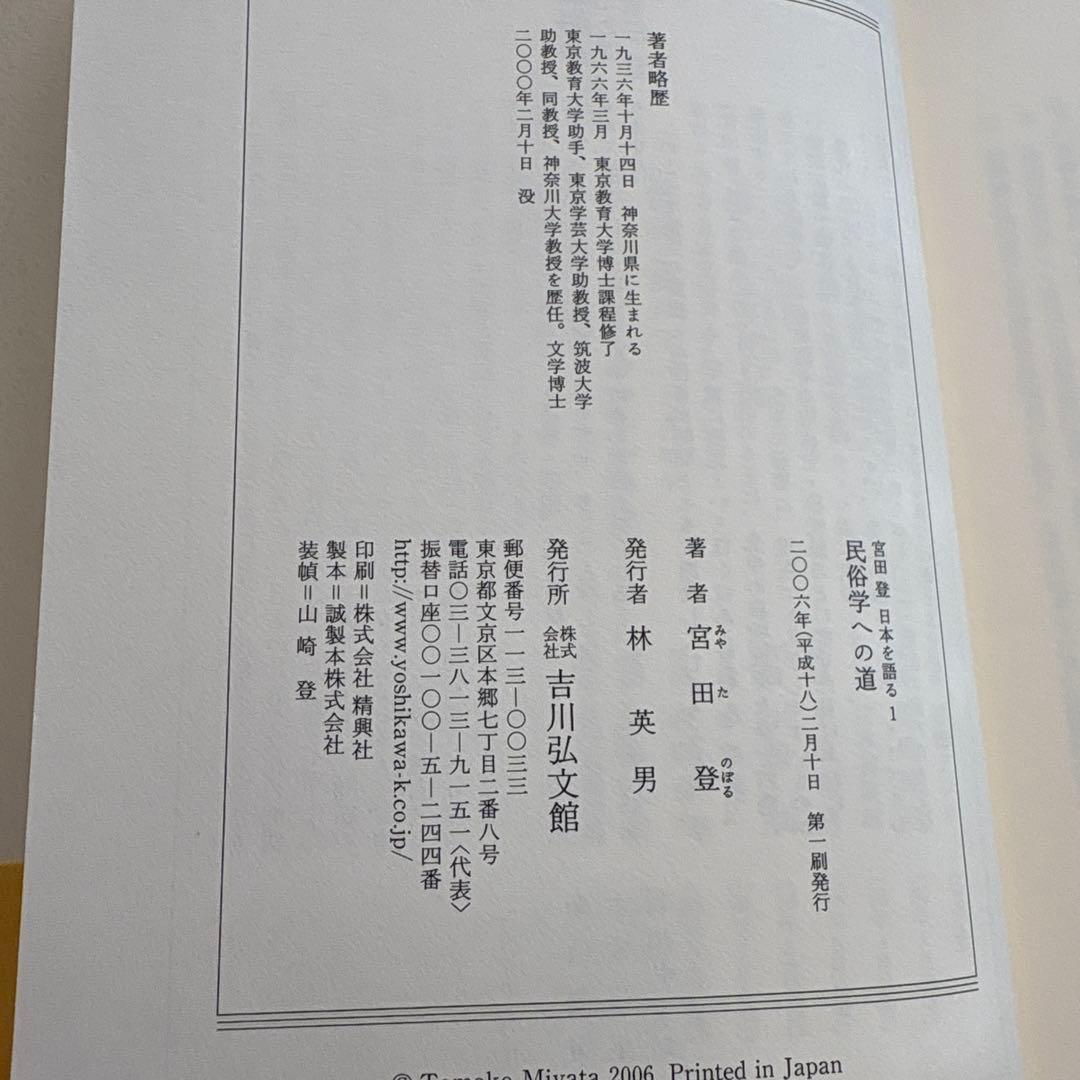 著者略歴
一九三六年十月十四日　神奈川県に生まれる
一九六六年三月　東京教育大学博士課程修了
東京教育大学助手、東京学芸大学助教授、筑波大学
助教授、同教授、神奈川大学教授を歴任。文学博士
二〇〇〇年二月十日　没
宮田 登 日本を語る 1
民俗学への道
二〇〇六年(平成十八)二月十日　第一刷発行
著者 宮田 登
みや た のぼる
発行者 林 英男
発行所 株式会社 吉川弘文館
郵便番号一一三―〇〇三三
東京都文京区本郷七丁目二番八号
電話〇三―三八一三―九一五一〈代表〉
振替口座〇〇一〇〇―五―二四四番
http://www.yoshikawa-k.co.jp/
印刷＝株式会社 精興社
製本＝誠製本株式会社
装幀＝山崎 登
© Tomoko Miyata 2006. Printed in Japan